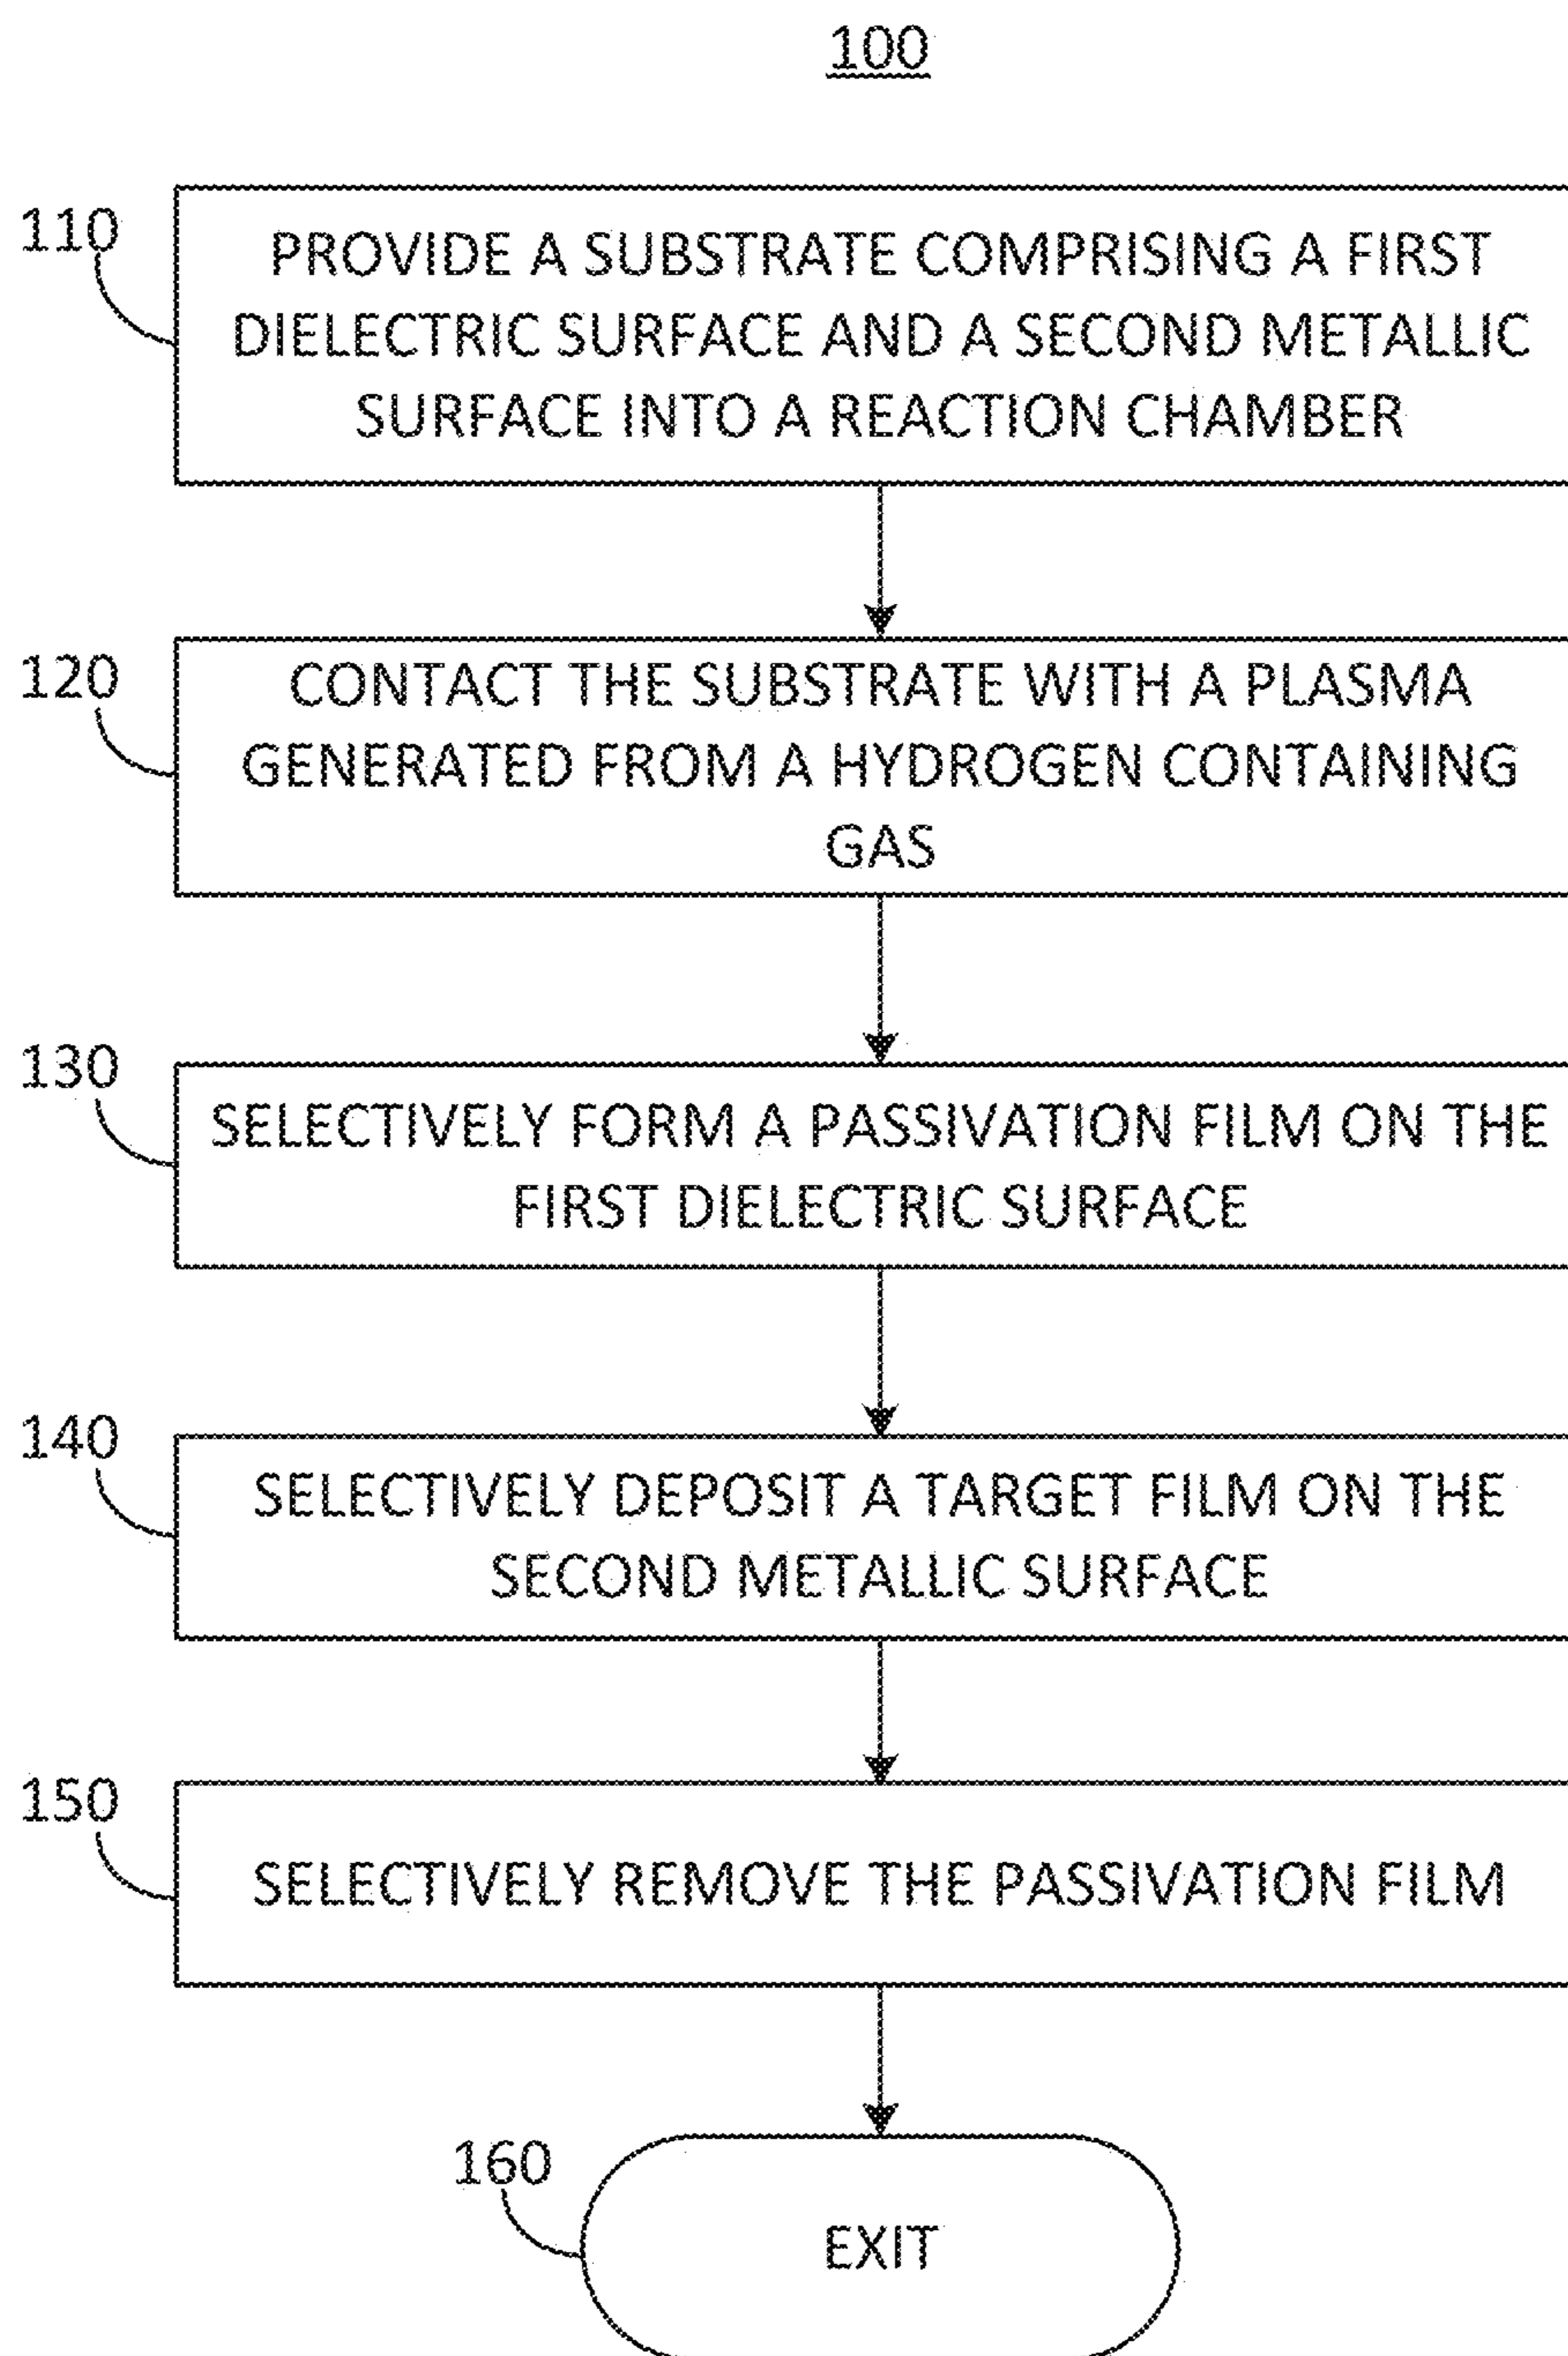 100
110
PROVIDE A SUBSTRATE COMPRISING A FIRST
DIELECTRIC SURFACE AND A SECOND METALLIC
SURFACE INTO A REACTION CHAMBER
120
CONTACT THE SUBSTRATE WITH A PLASMA
GENERATED FROM A HYDROGEN CONTAINING
GAS
130
SELECTIVELY FORM A PASSIVATION FILM ON THE
FIRST DIELECTRIC SURFACE
140
SELECTIVELY DEPOSIT A TARGET FILM ON THE
SECOND METALLIC SURFACE
150
SELECTIVELY REMOVE THE PASSIVATION FILM
160
EXIT